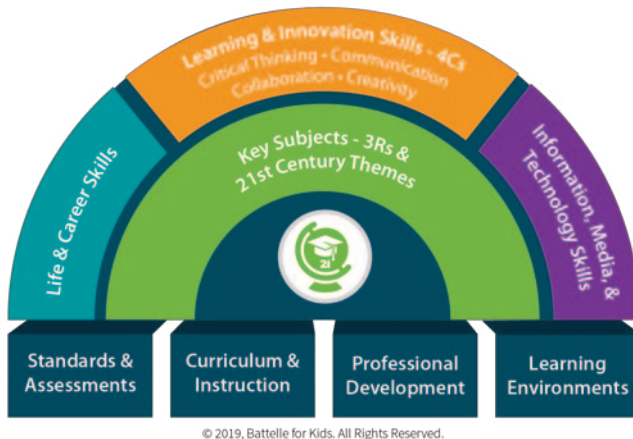 Learning & Innovation Skills - 4Cs
Critical Thinking • Communication
Collaboration • Creativity
Life & Career Skills
Key Subjects - 3Rs &
21st Century Themes
Information, Media, &
Technology Skills
21
Standards &
Assessments
Curriculum &
Instruction
Professional
Development
Learning
Environments
© 2019, Battelle for Kids. All Rights Reserved.